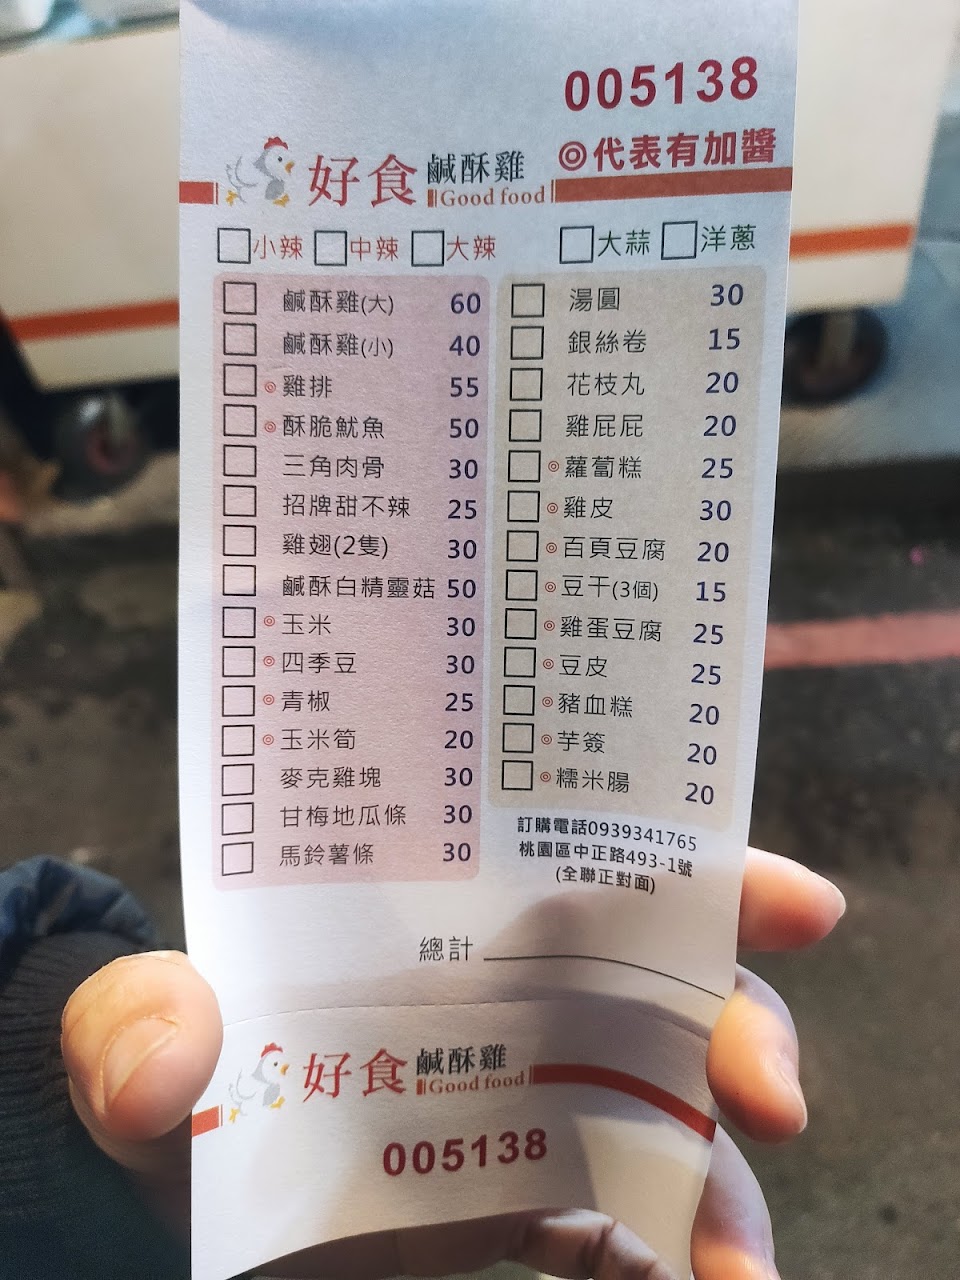 005138
◎代表有加醬
好食 鹹酥雞
Good food
□小辣 □中辣 □大辣 □大蒜 □洋蔥
□ 鹹酥雞(大) 60
□ 鹹酥雞(小) 40
□ ◎雞排 55
□ ◎酥脆魷魚 50
□ 三角肉骨 30
□ 招牌甜不辣 25
□ 雞翅(2隻) 30
□ 鹹酥白精靈菇 50
□ ◎玉米 30
□ ◎四季豆 30
□ ◎青椒 25
□ ◎玉米筍 20
□ 麥克雞塊 30
□ 甘梅地瓜條 30
□ 馬鈴薯條 30
□ 湯圓 30
□ 銀絲卷 15
□ 花枝丸 20
□ 雞屁屁 20
□ ◎蘿蔔糕 25
□ ◎雞皮 30
□ ◎百頁豆腐 20
□ ◎豆干(3個) 15
□ ◎雞蛋豆腐 25
□ ◎豆皮 25
□ ◎豬血糕 20
□ ◎芋簽 20
□ ◎糯米腸 20
訂購電話0939341765
桃園區中正路493-1號
(全聯正對面)
總計
好食 鹹酥雞
Good food
005138